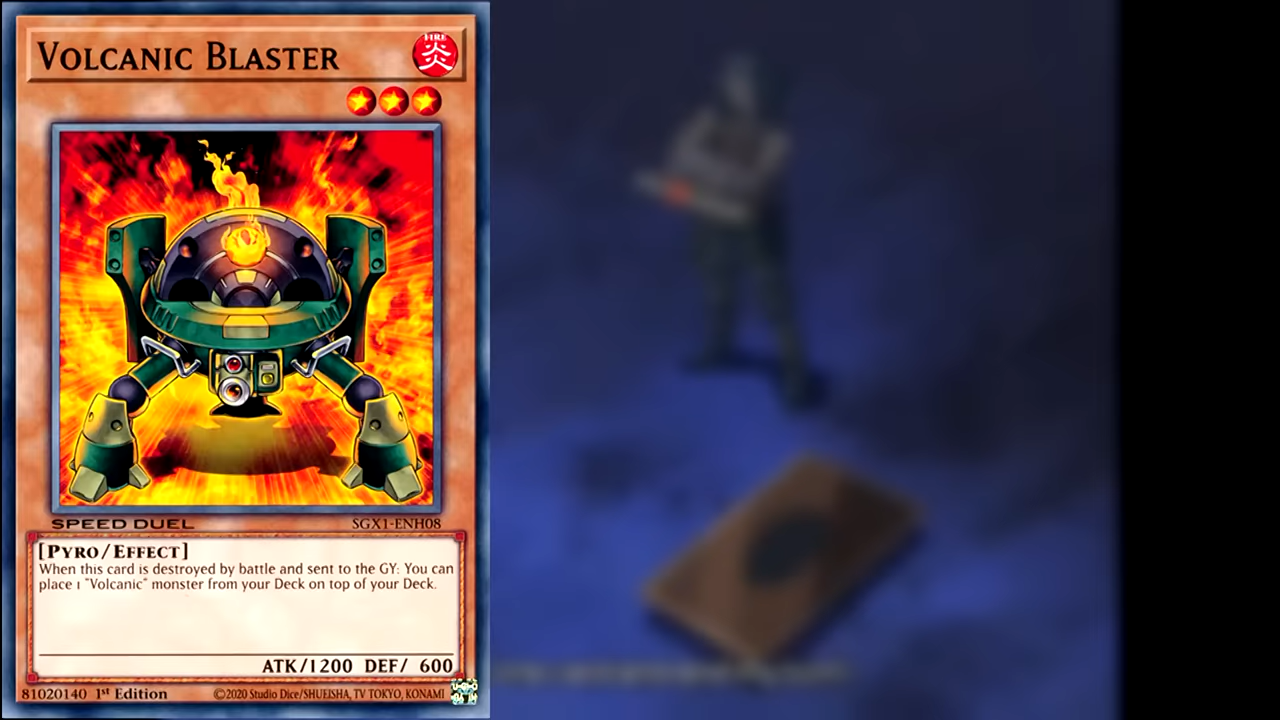 VOLCANIC BLASTER
FIRE
炎
SPEED DUEL
SGX1-ENH08
[PYRO/EFFECT]
When this card is destroyed by battle and sent to the GY: You can
place 1 "Volcanic" monster from your Deck on top of your Deck.
ATK/1200 DEF/ 600
81020140 1st Edition ©2020 Studio Dice/SHUEISHA, TV TOKYO, KONAMI